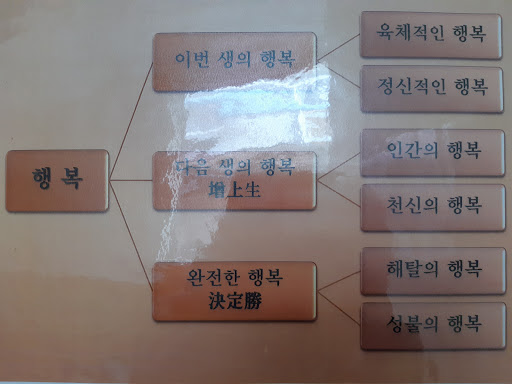 행복
이번 생의 행복
육체적인 행복
정신적인 행복
다음 생의 행복
增上生
인간의 행복
천신의 행복
완전한 행복
決定勝
해탈의 행복
성불의 행복